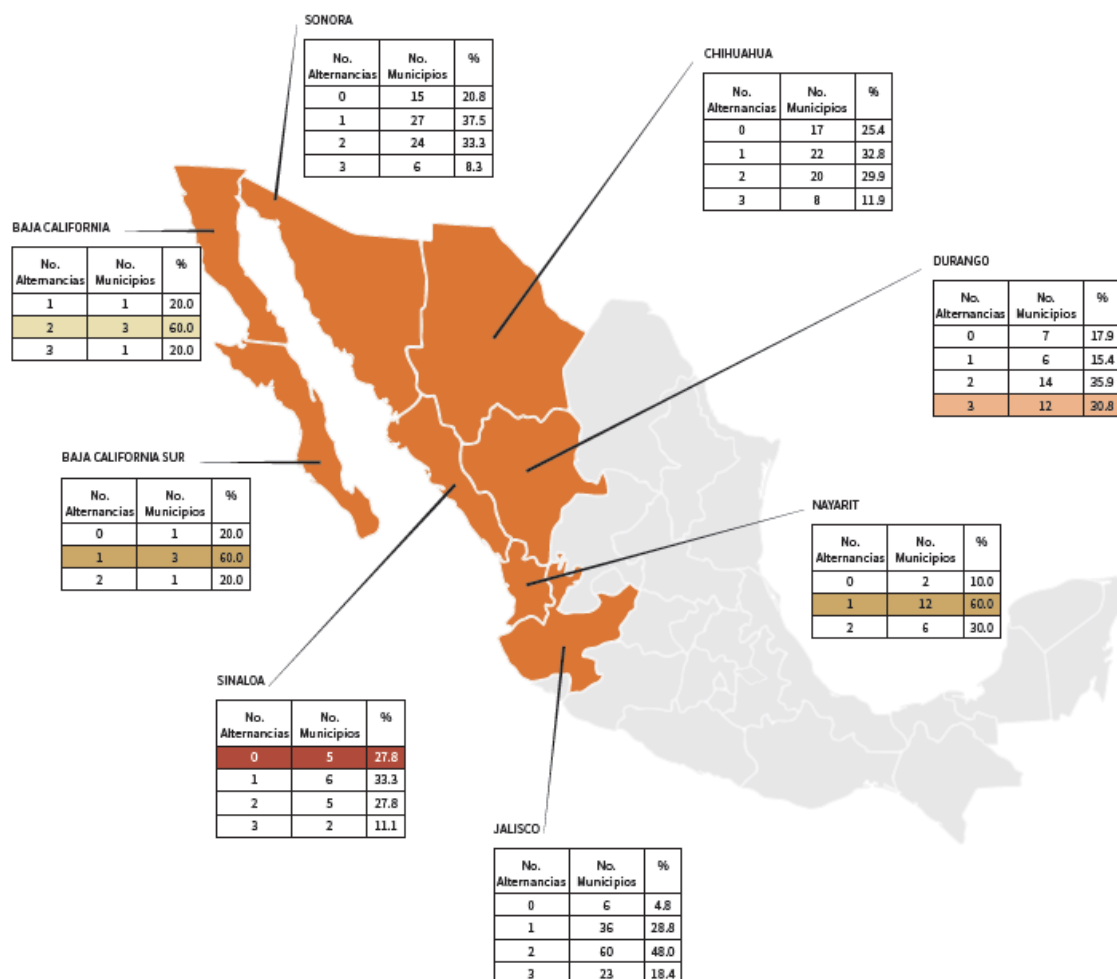 SONORA
No. Alternancias No. Municipios %
0 15 20.8
1 27 37.5
2 24 33.3
3 6 8.3
CHIHUAHUA
No. Alternancias No. Municipios %
0 17 25.4
1 22 32.8
2 20 29.9
3 8 11.9
BAJA CALIFORNIA
No. Alternancias No. Municipios %
1 1 20.0
2 3 60.0
3 1 20.0
DURANGO
No. Alternancias No. Municipios %
0 7 17.9
1 6 15.4
2 14 35.9
3 12 30.8
BAJA CALIFORNIA SUR
No. Alternancias No. Municipios %
0 1 20.0
1 3 60.0
2 1 20.0
NAYARIT
No. Alternancias No. Municipios %
0 2 10.0
1 12 60.0
2 6 30.0
SINALOA
No. Alternancias No. Municipios %
0 5 27.8
1 6 33.3
2 5 27.8
3 2 11.1
JALISCO
No. Alternancias No. Municipios %
0 6 4.8
1 36 28.8
2 60 48.0
3 23 18.4